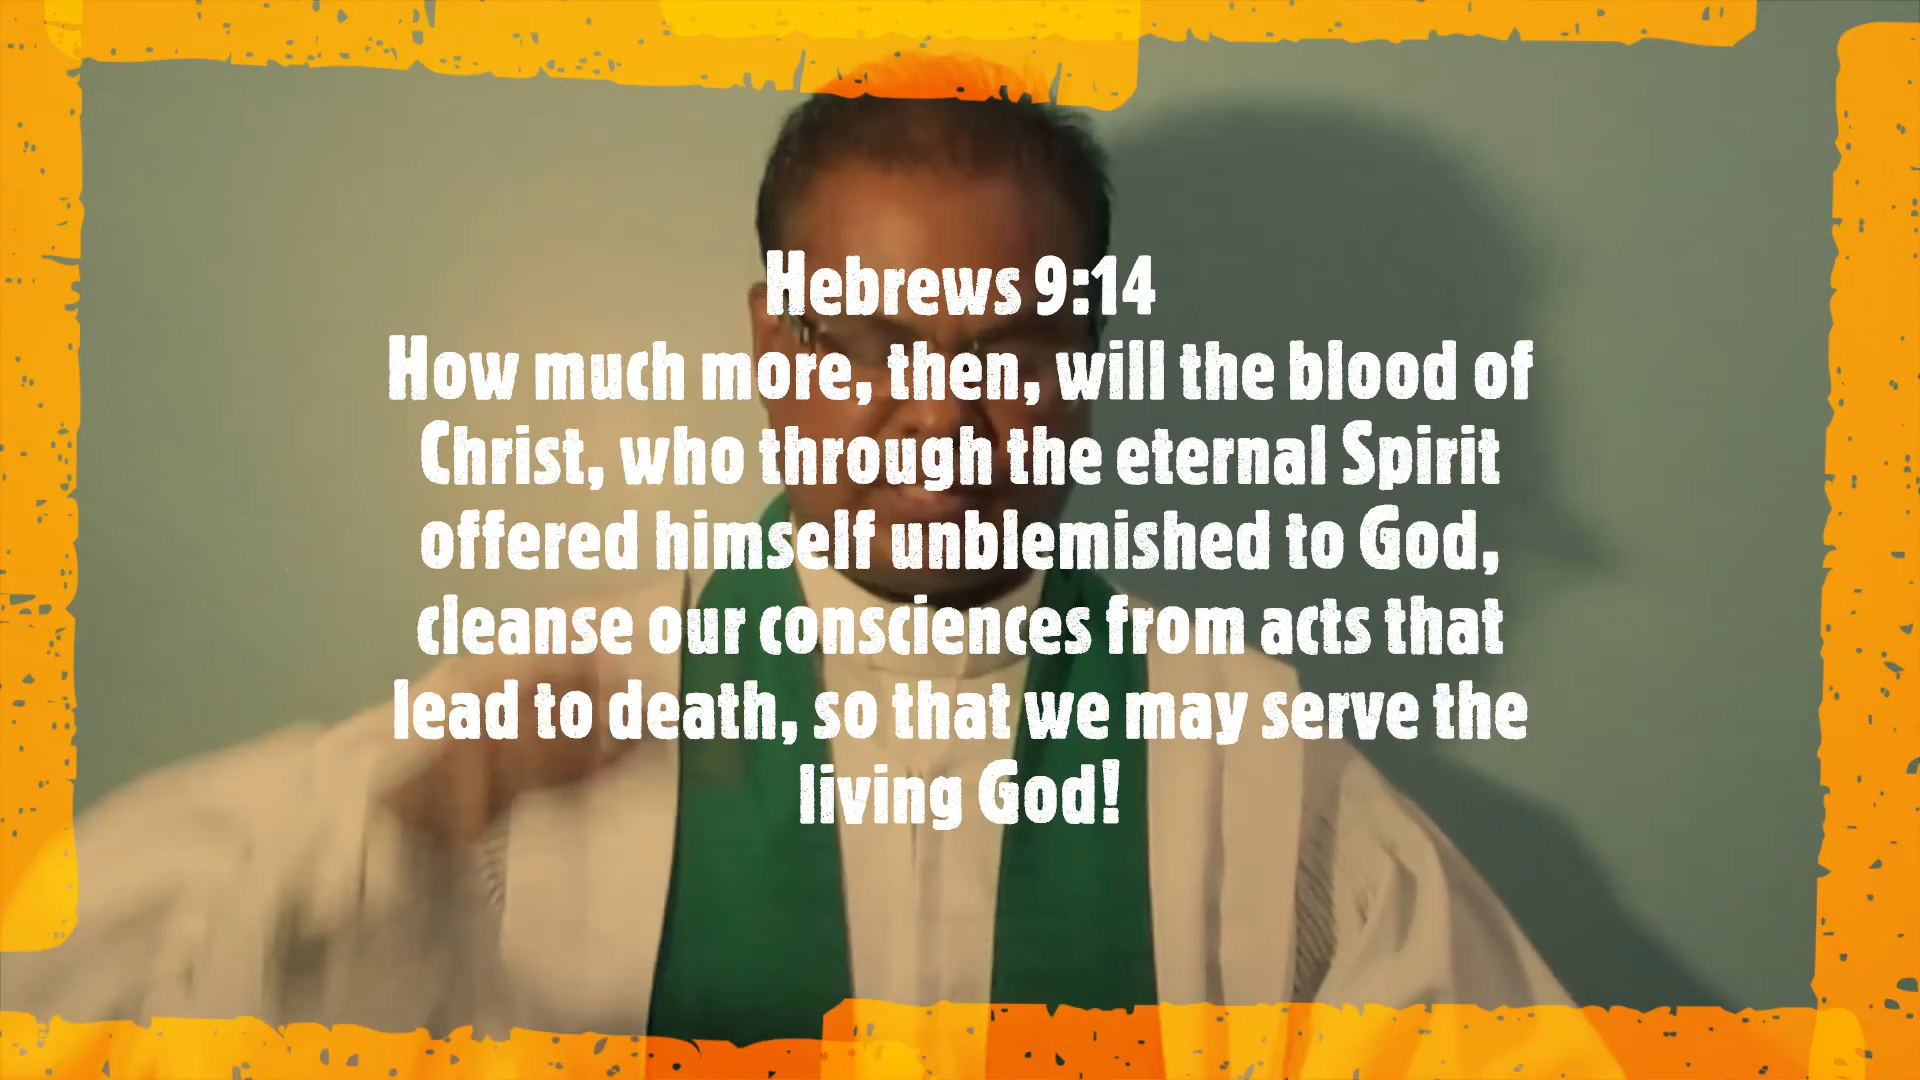 Hebrews 9:14
How much more, then, will the blood of
Christ, who through the eternal Spirit
offered himself unblemished to God,
cleanse our consciences from acts that
lead to death, so that we may serve the
living God!